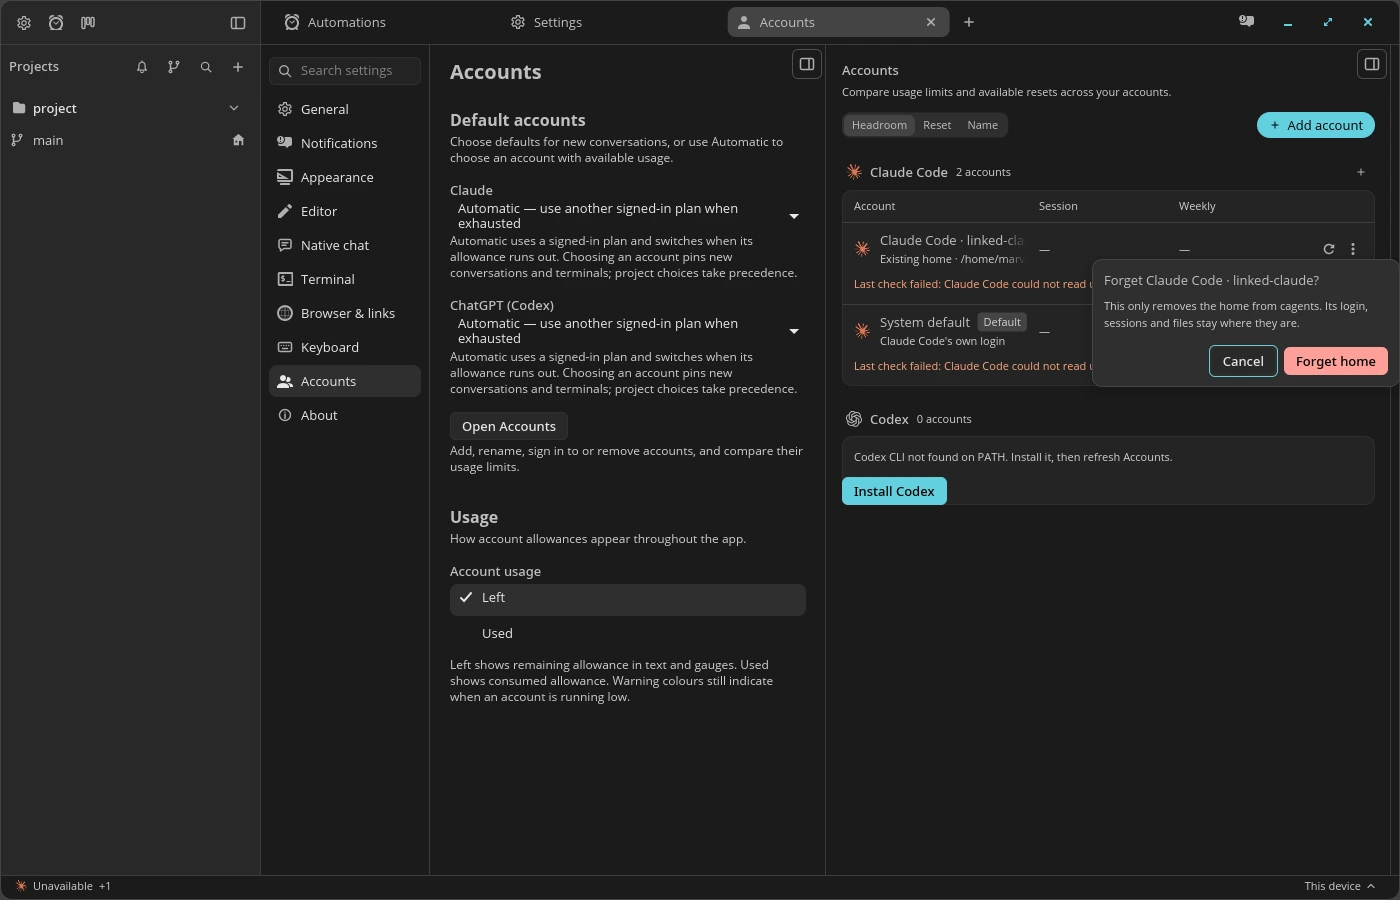 Automations
Settings
Accounts
Projects
project
main
Search settings
General
Notifications
Appearance
Editor
Native chat
Terminal
Browser & links
Keyboard
Accounts
About
Accounts
Default accounts
Choose defaults for new conversations, or use Automatic to
choose an account with available usage.
Claude
Automatic — use another signed-in plan when
exhausted
Automatic uses a signed-in plan and switches when its
allowance runs out. Choosing an account pins new
conversations and terminals; project choices take precedence.
ChatGPT (Codex)
Automatic — use another signed-in plan when
exhausted
Automatic uses a signed-in plan and switches when its
allowance runs out. Choosing an account pins new
conversations and terminals; project choices take precedence.
Open Accounts
Add, rename, sign in to or remove accounts, and compare their
usage limits.
Usage
How account allowances appear throughout the app.
Account usage
Left
Used
Left shows remaining allowance in text and gauges. Used
shows consumed allowance. Warning colours still indicate
when an account is running low.
Accounts
Compare usage limits and available resets across your accounts.
Headroom Reset Name
+ Add account
Claude Code 2 accounts
Account Session Weekly
Claude Code · linked-cla
— —
Existing home · /home/mar
Last check failed: Claude Code could not read
System default Default
—
Claude Code's own login
Last check failed: Claude Code could not read
Forget Claude Code · linked-claude?
This only removes the home from cagents. Its login,
sessions and files stay where they are.
Cancel Forget home
Codex 0 accounts
Codex CLI not found on PATH. Install it, then refresh Accounts.
Install Codex
Unavailable +1
This device